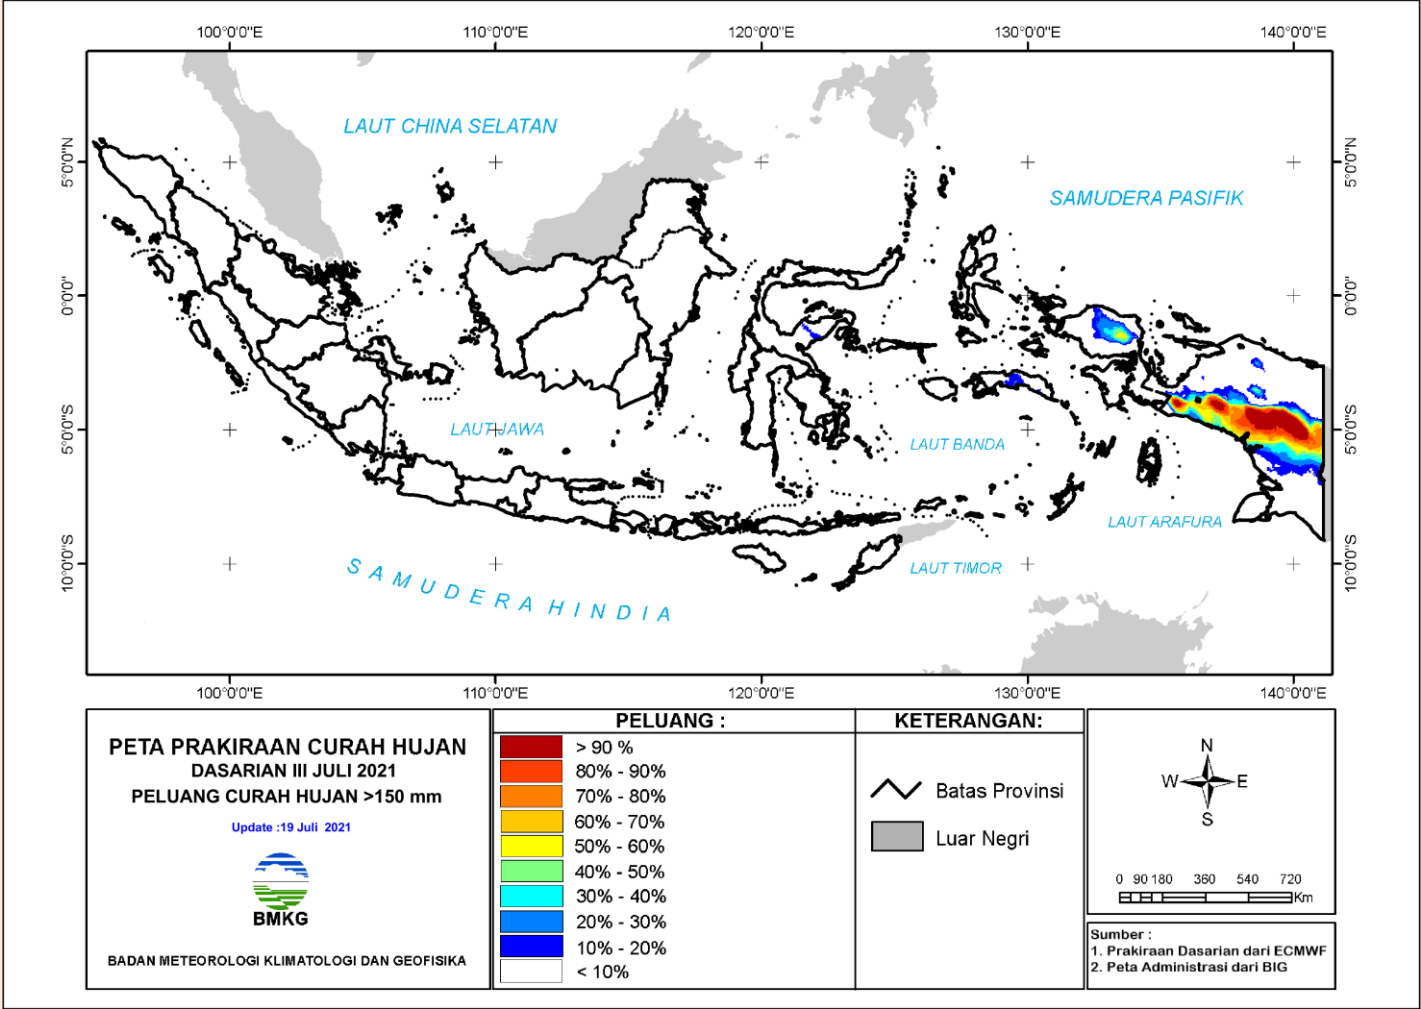 100°0'0"E 110°0'0"E 120°0'0"E 130°0'0"E 140°0'0"E
5°0'0"N 5°0'0"N
0°0'0" 0°0'0"
5°0'0"S 5°0'0"S
10°0'0"S 10°0'0"S
LAUT CHINA SELATAN
SAMUDERA PASIFIK
LAUT JAWA
LAUT BANDA
LAUT ARAFURA
LAUT TIMOR
SAMUDERA HINDIA
100°0'0"E 110°0'0"E 120°0'0"E 130°0'0"E 140°0'0"E
PETA PRAKIRAAN CURAH HUJAN
DASARIAN III JULI 2021
PELUANG CURAH HUJAN >150 mm
Update :19 Juli 2021
BMKG
BADAN METEOROLOGI KLIMATOLOGI DAN GEOFISIKA
PELUANG :
> 90 %
80% - 90%
70% - 80%
60% - 70%
50% - 60%
40% - 50%
30% - 40%
20% - 30%
10% - 20%
< 10%
KETERANGAN:
Batas Provinsi
Luar Negri
N
W E
S
0 90 180 360 540 720
Km
Sumber :
1. Prakiraan Dasarian dari ECMWF
2. Peta Administrasi dari BIG